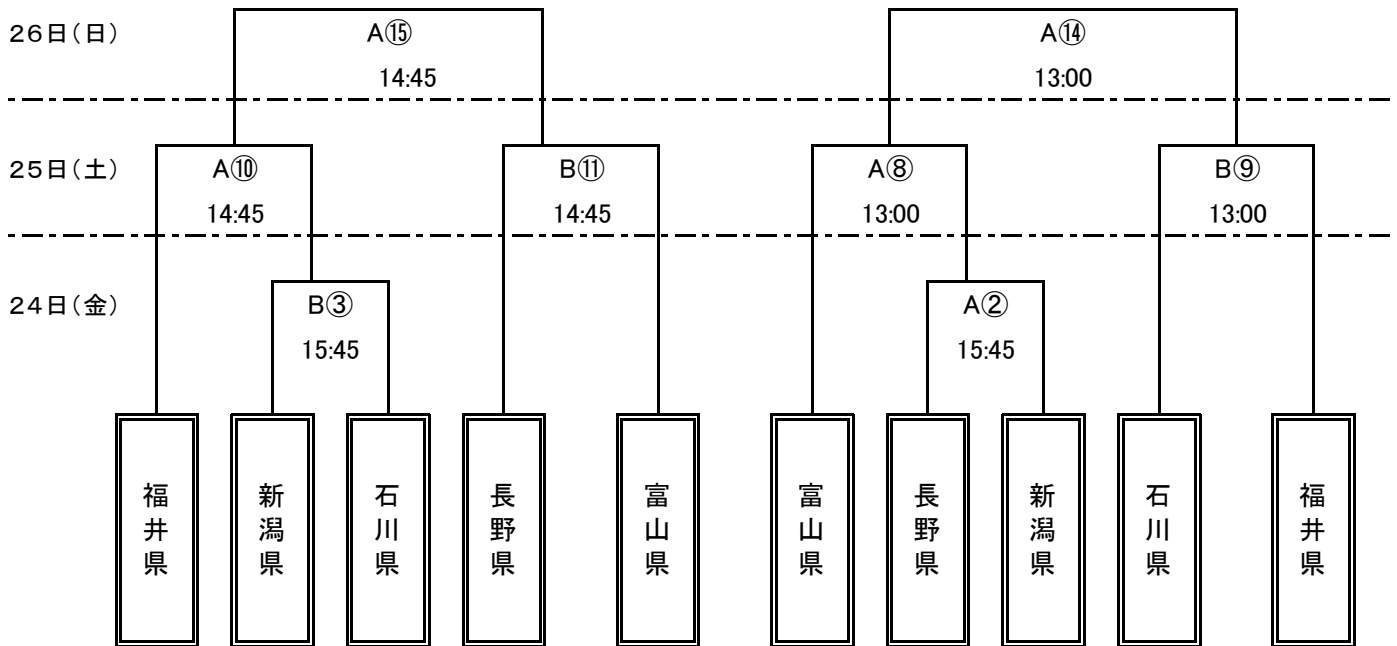 26日(日)
A⑮
14:45
A⑭
13:00
25日(土)
A⑩
14:45
B⑪
14:45
A⑧
13:00
B⑨
13:00
24日(金)
B③
15:45
A②
15:45
福井県
新潟県
石川県
長野県
富山県
富山県
長野県
新潟県
石川県
福井県